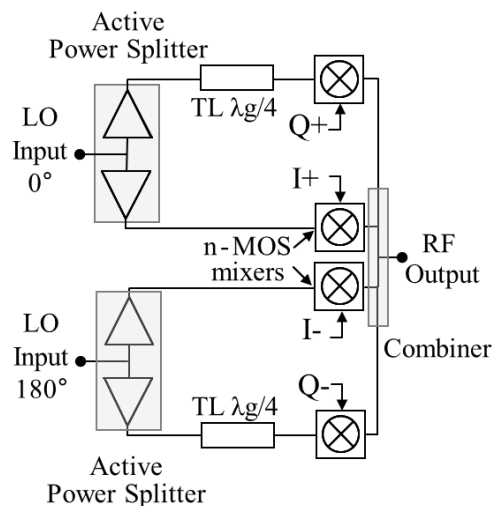 Active
Power Splitter
TL λg/4
LO
Input
0°
Q+
I+
n-MOS
mixers
RF
Output
I-
LO
Input
180°
Combiner
Q-
TL λg/4
Active
Power Splitter